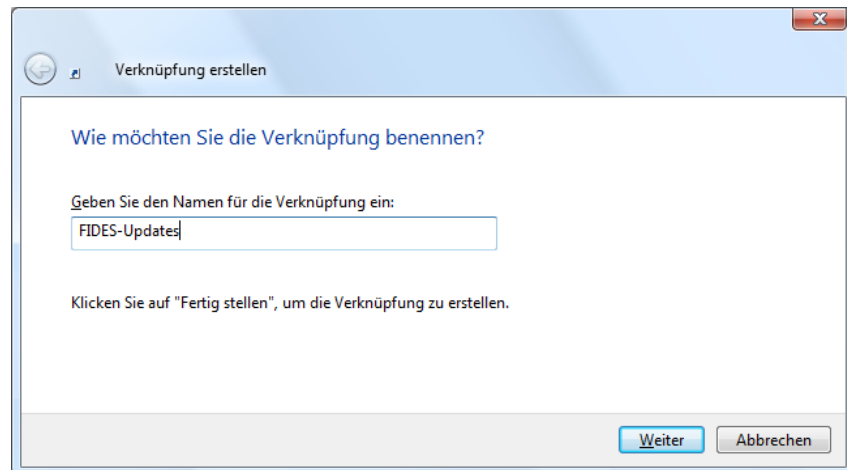 Verknüpfung erstellen
Wie möchten Sie die Verknüpfung benennen?
Geben Sie den Namen für die Verknüpfung ein:
FIDES-Updates
Klicken Sie auf "Fertig stellen", um die Verknüpfung zu erstellen.
Weiter Abbrechen